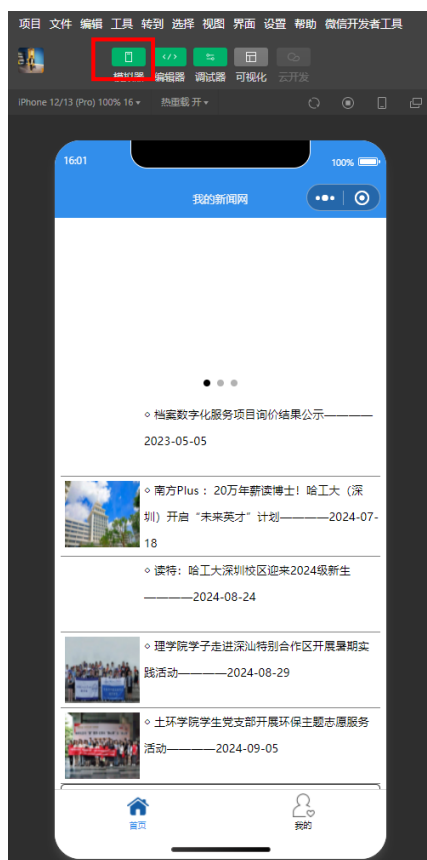 项目 文件 编辑 工具 转到 选择 视图 界面 设置 帮助 微信开发者工具
模拟器 编辑器 调试器 可视化 云开发
iPhone 12/13 (Pro) 100% 16 热重载 开
16:01 100%
我的新闻网
档案数字化服务项目询价结果公示————
2023-05-05
南方Plus ：20万年薪读博士！哈工大（深
圳）开启“未来英才”计划————2024-07-
18
读特：哈工大深圳校区迎来2024级新生
————2024-08-24
理学院学子走进深汕特别合作区开展暑期实
践活动————2024-08-29
土环学院学生党支部开展环保主题志愿服务
活动————2024-09-05
首页 我的